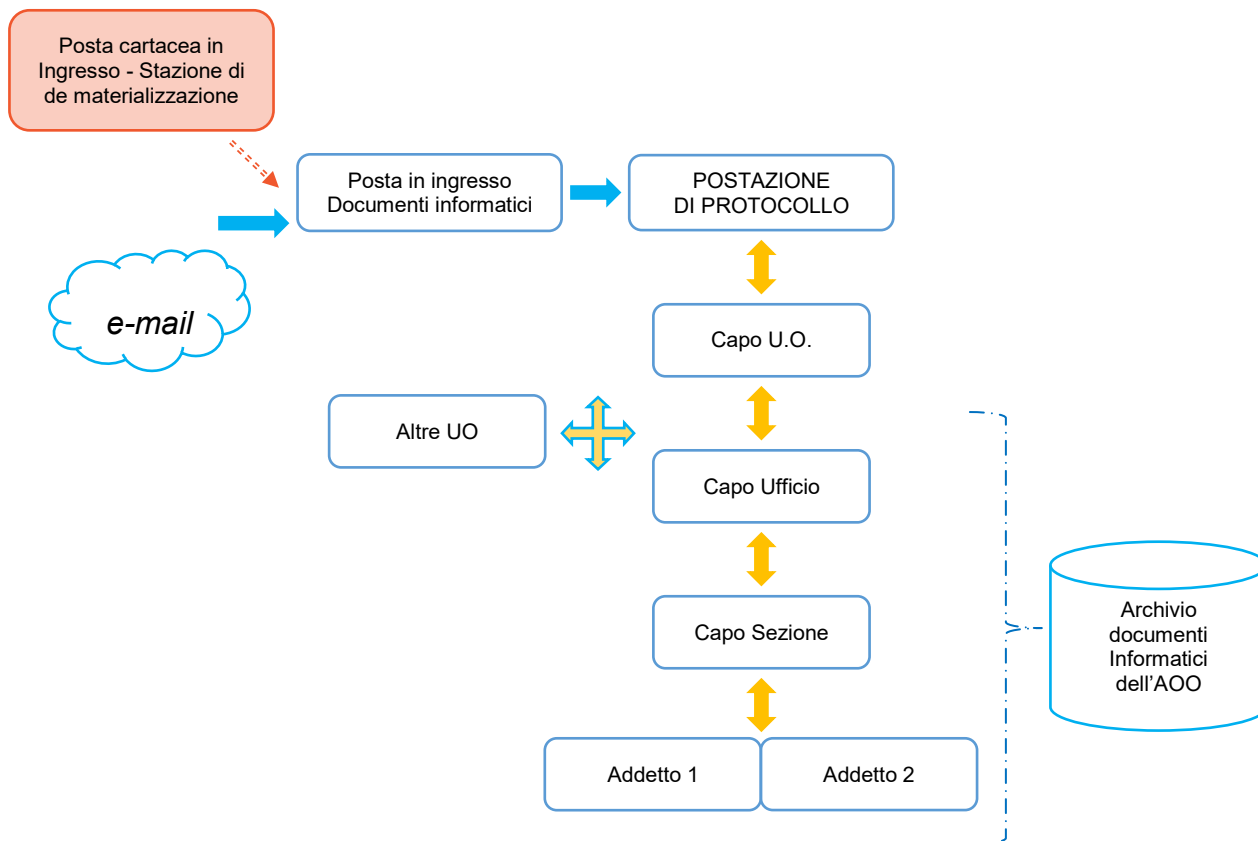 Posta cartacea in
Ingresso - Stazione di
de materializzazione
Posta in ingresso
Documenti informatici
POSTAZIONE
DI PROTOCOLLO
e-mail
Capo U.O.
Altre UO
Capo Ufficio
Capo Sezione
Archivio
documenti
Informatici
dell'AOO
Addetto 1
Addetto 2